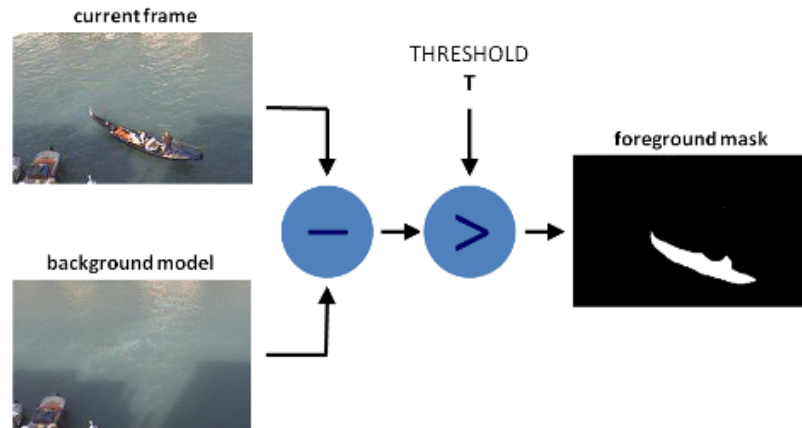 current frame
THRESHOLD
T
foreground mask
− >
background model